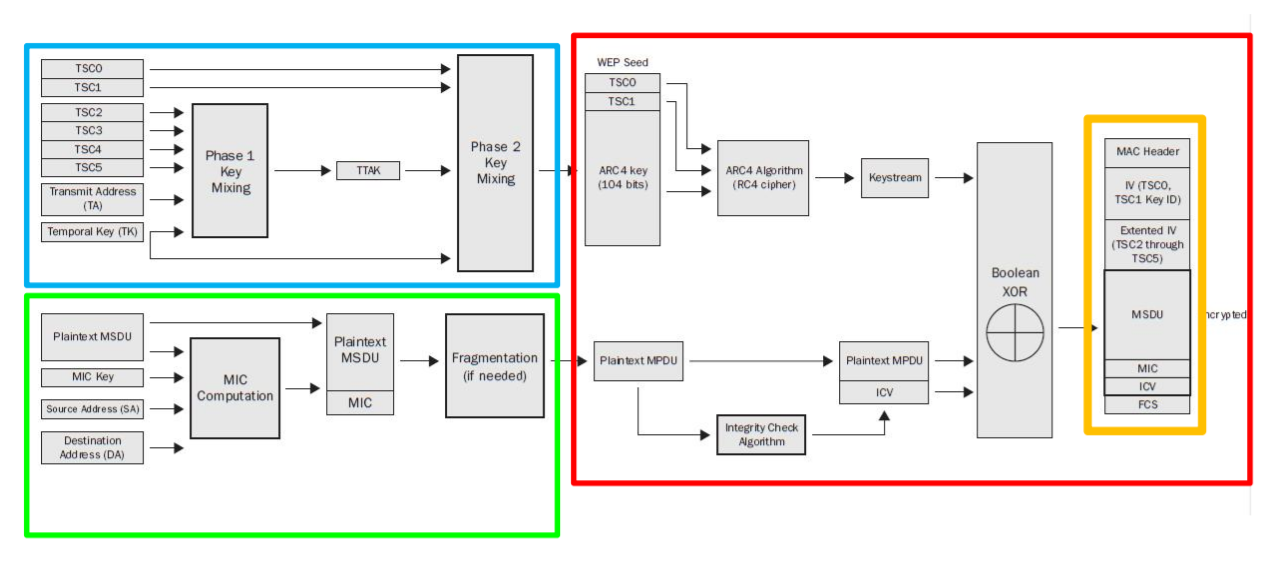 TSC0
TSC1
TSC2
TSC3
TSC4
TSC5
Transmit Address
(TA)
Temporal Key (TK)
Phase 1
Key
Mixing
TTAK
Phase 2
Key
Mixing
WEP Seed
TSC0
TSC1
ARC4 key
(104 bits)
ARC4 Algorithm
(RC4 cipher)
Keystream
Boolean
XOR
MAC Header
IV (TSC0,
TSC1 Key ID)
Extented IV
(TSC2 through
TSC5)
MSDU
ncrypted
MIC
ICV
FCS
Plaintext MSDU
MIC Key
Source Address (SA)
Destination
Address (DA)
MIC
Computation
Plaintext
MSDU
MIC
Fragmentation
(if needed)
Plaintext MPDU
Plaintext MPDU
ICV
Integrity Check
Algorithm